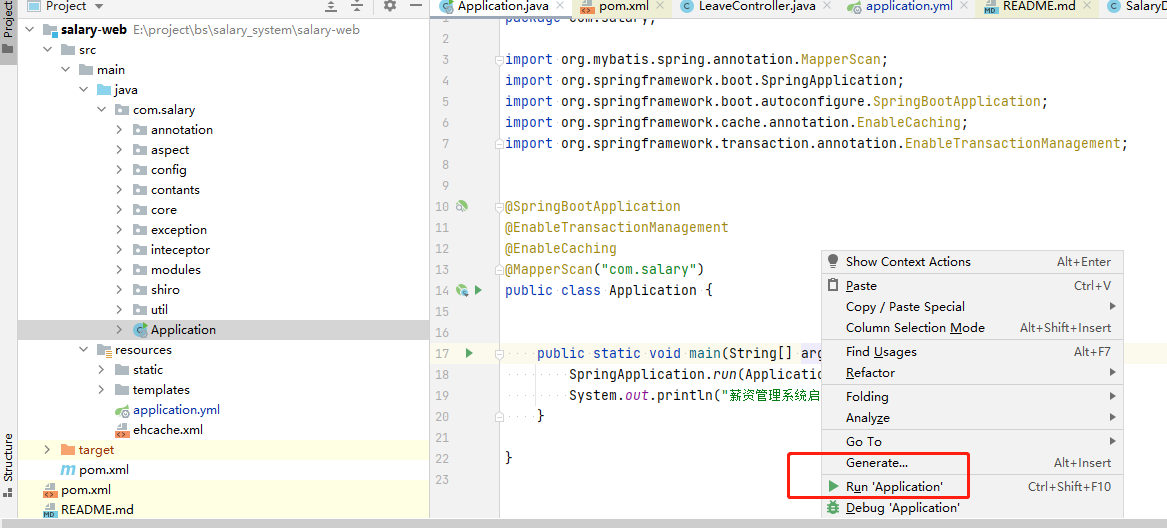 Project
Application.java
pom.xml
LeaveController.java
application.yml
README.md
SalaryD
Project
salary-web E:\project\bs\salary_system\salary-web
src
main
java
com.salary
annotation
aspect
config
contants
core
exception
inteceptor
modules
shiro
util
Application
resources
static
templates
application.yml
ehcache.xml
target
pom.xml
pom.xml
README.md
Structure
1 package com.salary;
2
3 import org.mybatis.spring.annotation.MapperScan;
4 import org.springframework.boot.SpringApplication;
5 import org.springframework.boot.autoconfigure.SpringBootApplication;
6 import org.springframework.cache.annotation.EnableCaching;
7 import org.springframework.transaction.annotation.EnableTransactionManagement;
8
9
10 @SpringBootApplication
11 @EnableTransactionManagement
12 @EnableCaching
13 @MapperScan("com.salary")
14 public class Application {
15
16
17 public static void main(String[] arg
18 SpringApplication.run(Application
19 System.out.println("薪资管理系统启
20 }
21
22 }
23
Show Context Actions Alt+Enter
Paste Ctrl+V
Copy / Paste Special
Column Selection Mode Alt+Shift+Insert
Find Usages Alt+F7
Refactor
Folding
Analyze
Go To
Generate... Alt+Insert
Run 'Application' Ctrl+Shift+F10
Debug 'Application'